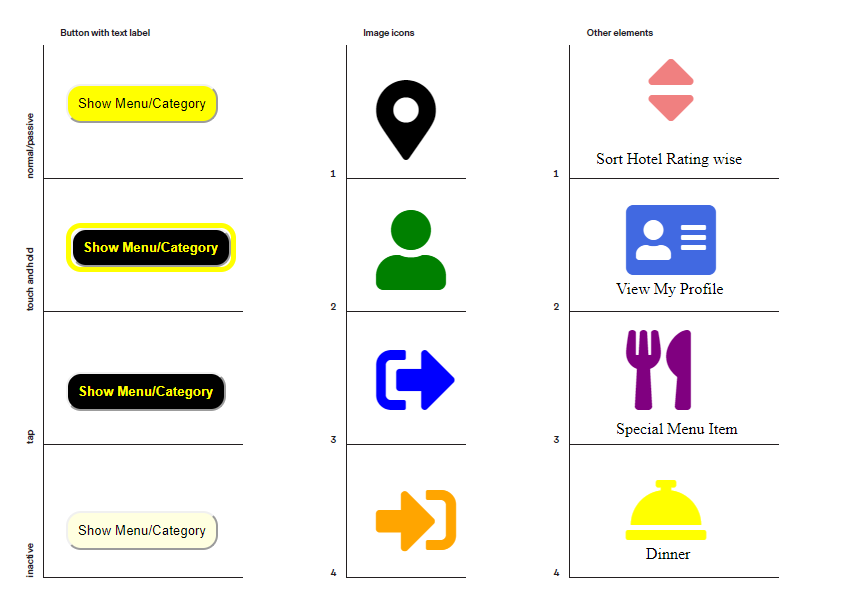 Button with text label
Image icons
Other elements
normal/passive
Show Menu/Category
1
1
Sort Hotel Rating wise
touch and hold
Show Menu/Category
2
2
View My Profile
tap
Show Menu/Category
3
3
Special Menu Item
inactive
Show Menu/Category
4
4
Dinner